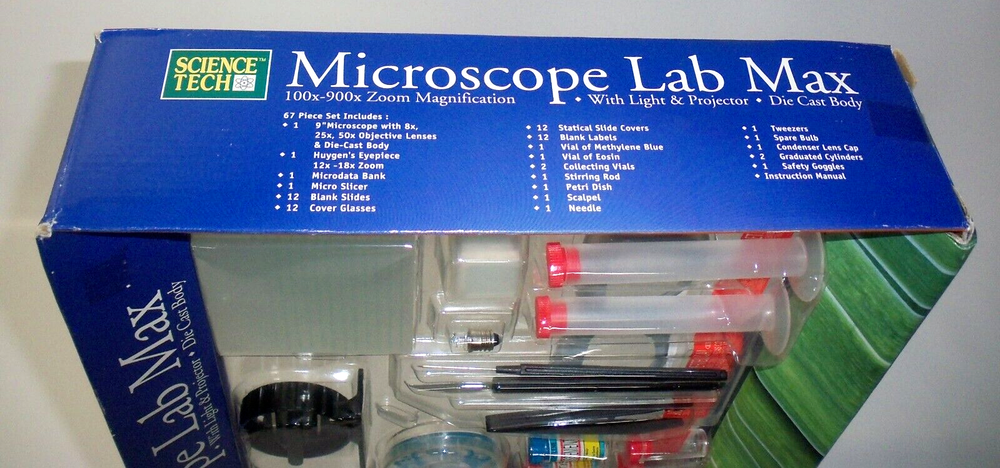 SCIENCE TECH™
Microscope Lab Max
100x-900x Zoom Magnification • With Light & Projector • Die Cast Body
67 Piece Set Includes :
• 1 9"Microscope with 8x,
25x, 50x Objective Lenses
& Die-Cast Body
• 1 Huygen's Eyepiece
12x -18x Zoom
• 1 Microdata Bank
• 1 Micro Slicer
• 12 Blank Slides
• 12 Cover Glasses
• 12 Statical Slide Covers
• 12 Blank Labels
• 1 Vial of Methylene Blue
• 1 Vial of Eosin
• 2 Collecting Vials
• 1 Stirring Rod
• 1 Petri Dish
• 1 Scalpel
• 1 Needle
• 1 Tweezers
• 1 Spare Bulb
• 1 Condenser Lens Cap
• 2 Graduated Cylinders
• 1 Safety Goggles
• Instruction Manual
pe Lab Max
• With Light & Projector • Die Cast Body